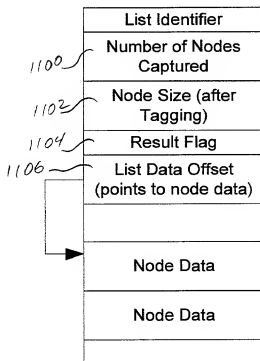 List Identifier
1100
Number of Nodes
Captured
1102
Node Size (after
Tagging)
1104
Result Flag
1106
List Data Offset
(points to node data)
Node Data
Node Data